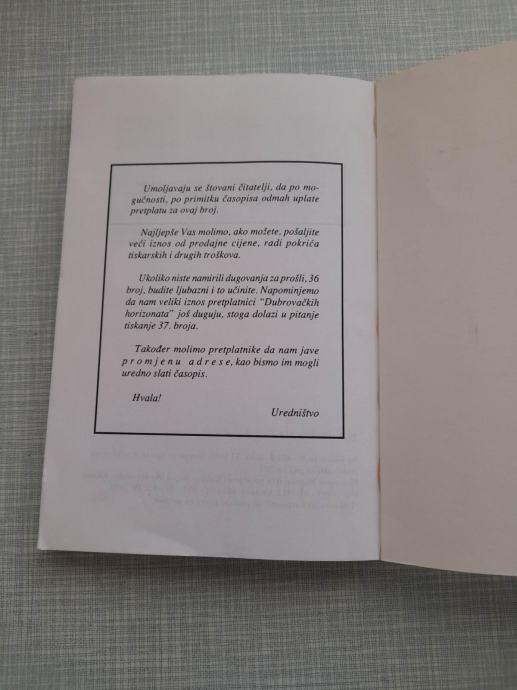 Umoljavaju se štovani čitatelji, da po mo-
gućnosti, po primitku časopisa odmah uplate
pretplatu za ovaj broj.
Najljepše Vas molimo, ako možete, pošaljite
veći iznos od prodajne cijene, radi pokrića
tiskarskih i drugih troškova.
Ukoliko niste namirili dugovanja za prošli, 36
broj, budite ljubazni i to učinite. Napominjemo
da nam veliki iznos pretplatnici "Dubrovačkih
horizonata" još duguju, stoga dolazi u pitanje
tiskanje 37. broja.
Također molimo pretplatnike da nam jave
promjenu adrese, kao bismo im mogli
uredno slati časopis.
Hvala!
Uredništvo